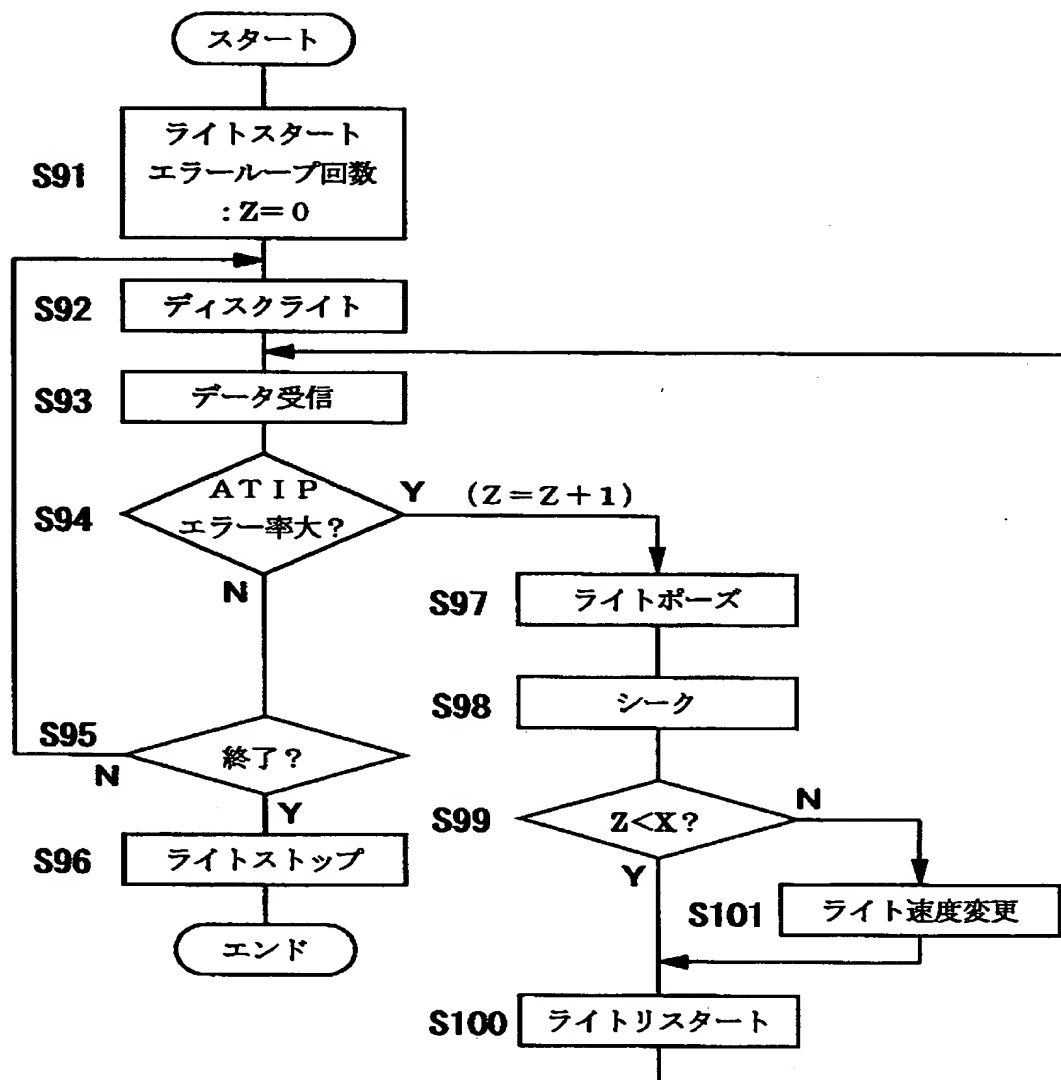 スタート
S91
ライトスタート
エラーループ回数
:Z=0
S92
ディスクライト
S93
データ受信
S94
ATIP
エラー率大?
Y
(Z=Z+1)
N
S97
ライトポーズ
S98
シーク
S95
終了?
N
Y
S99
Z<X?
N
Y
S96
ライトストップ
S101
ライト速度変更
エンド
S100
ライトリスタート